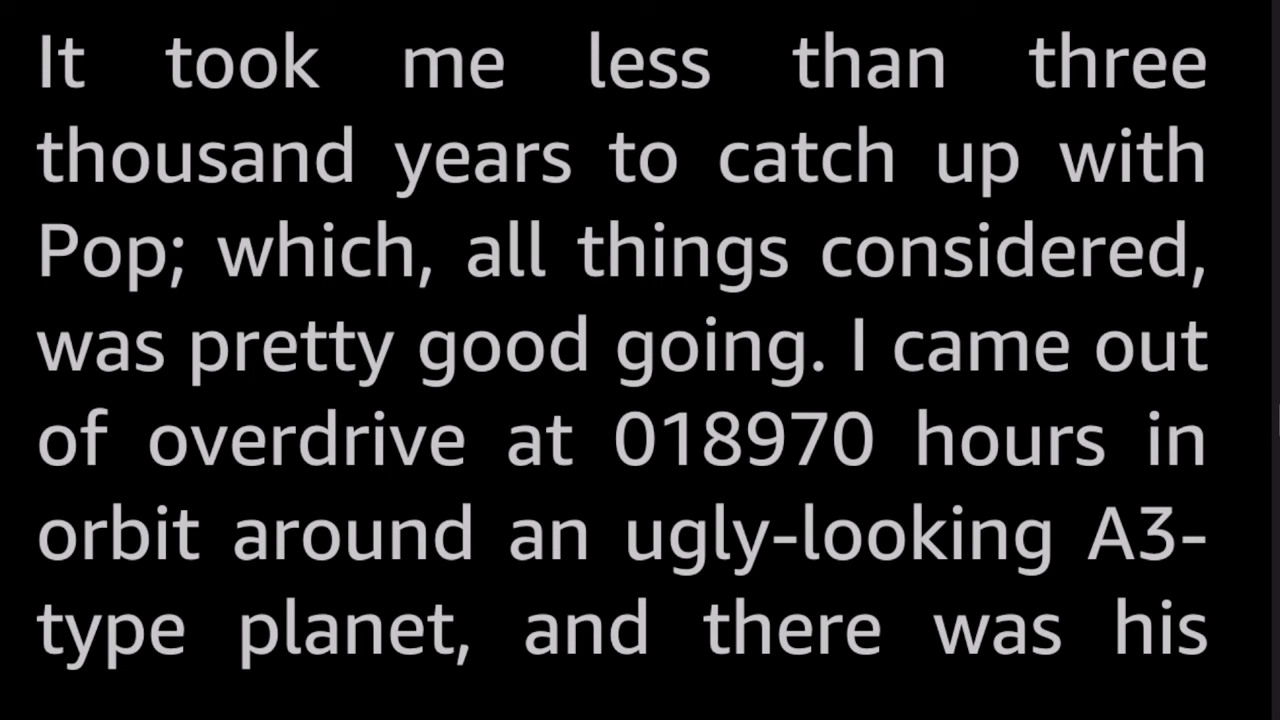 It took me less than three
thousand years to catch up with
Pop; which, all things considered,
was pretty good going. I came out
of overdrive at 018970 hours in
orbit around an ugly-looking A3-
type planet, and there was his